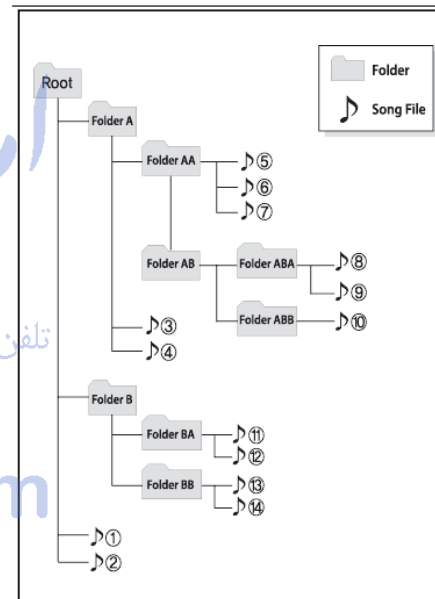 Root
Folder
Song File
Folder A
Folder AA
⑤
⑥
⑦
Folder AB
Folder ABA
⑧
⑨
Folder ABB
⑩
③
④
تلفن
Folder B
Folder BA
⑪
⑫
Folder BB
⑬
⑭
m
①
②